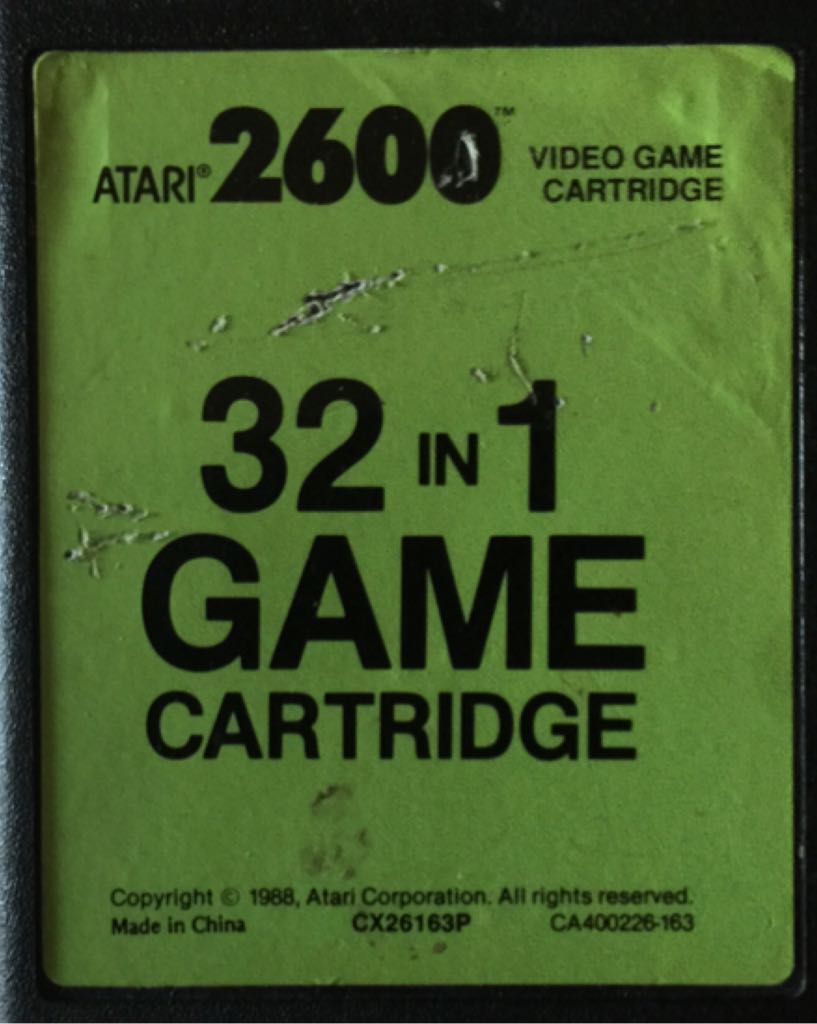 ATARI® 2600™ VIDEO GAME
CARTRIDGE
32 IN 1
GAME
CARTRIDGE
Copyright © 1988, Atari Corporation. All rights reserved.
Made in China CX26163P CA400226-163